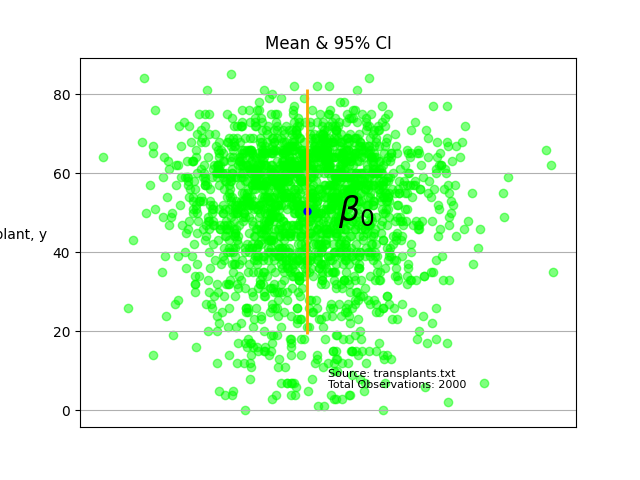 Mean & 95% CI
80
60
β0
plant, y
40
20
Source: transplants.txt
Total Observations: 2000
0